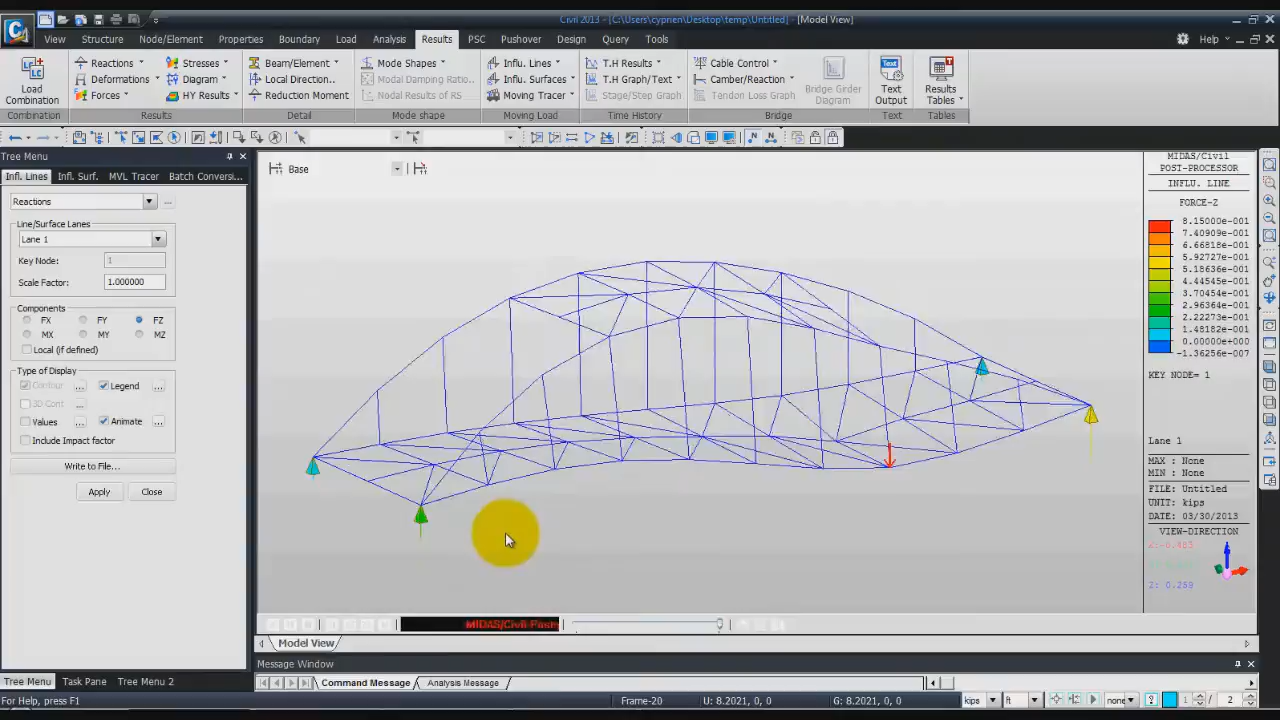 Civil 2013 - [C:\Users\cyprien\Desktop\temp\Untitled] - [Model View]
View Structure Node/Element Properties Boundary Load Analysis Results PSC Pushover Design Query Tools Help
Load Combination
Combination
Reactions
Deformations
Forces
Stresses
Diagram
HY Results
Results
Beam/Element
Local Direction..
Reduction Moment
Detail
Mode Shapes
Modal Damping Ratio..
Nodal Results of RS
Mode shape
Influ. Lines
Influ. Surfaces
Moving Tracer
Moving Load
T.H Results
T.H Graph/Text
Stage/Step Graph
Time History
Cable Control
Camber/Reaction
Tendon Loss Graph
Bridge Girder Diagram
Bridge
Text Output
Text
Results Tables
Tables
Tree Menu
Infl. Lines Infl. Surf. MVL Tracer Batch Conversi...
Reactions
Line/Surface Lanes
Lane 1
Key Node: 1
Scale Factor: 1.000000
Components
FX FY FZ
MX MY MZ
Local (if defined)
Type of Display
Contour ... Legend ...
3D Cont ...
Values ... Animate ...
Include Impact factor
Write to File...
Apply Close
Base
MIDAS/Civil
POST-PROCESSOR
INFLU. LINE
FORCE-Z
8.15000e-001
7.40909e-001
6.66818e-001
5.92727e-001
5.18636e-001
4.44545e-001
3.70454e-001
2.96364e-001
2.22273e-001
1.48182e-001
0.00000e+000
-1.36256e-007
KEY NODE= 1
Lane 1
MAX : None
MIN : None
FILE: Untitled
UNIT: kips
DATE: 03/30/2013
VIEW-DIRECTION
X:-0.483
Z: 0.259
MIDAS/Civil Post
Model View
Message Window
Tree Menu Task Pane Tree Menu 2
Command Message Analysis Message
For Help, press F1
Frame-20
U: 8.2021, 0, 0
G: 8.2021, 0, 0
kips ft none 1 / 2